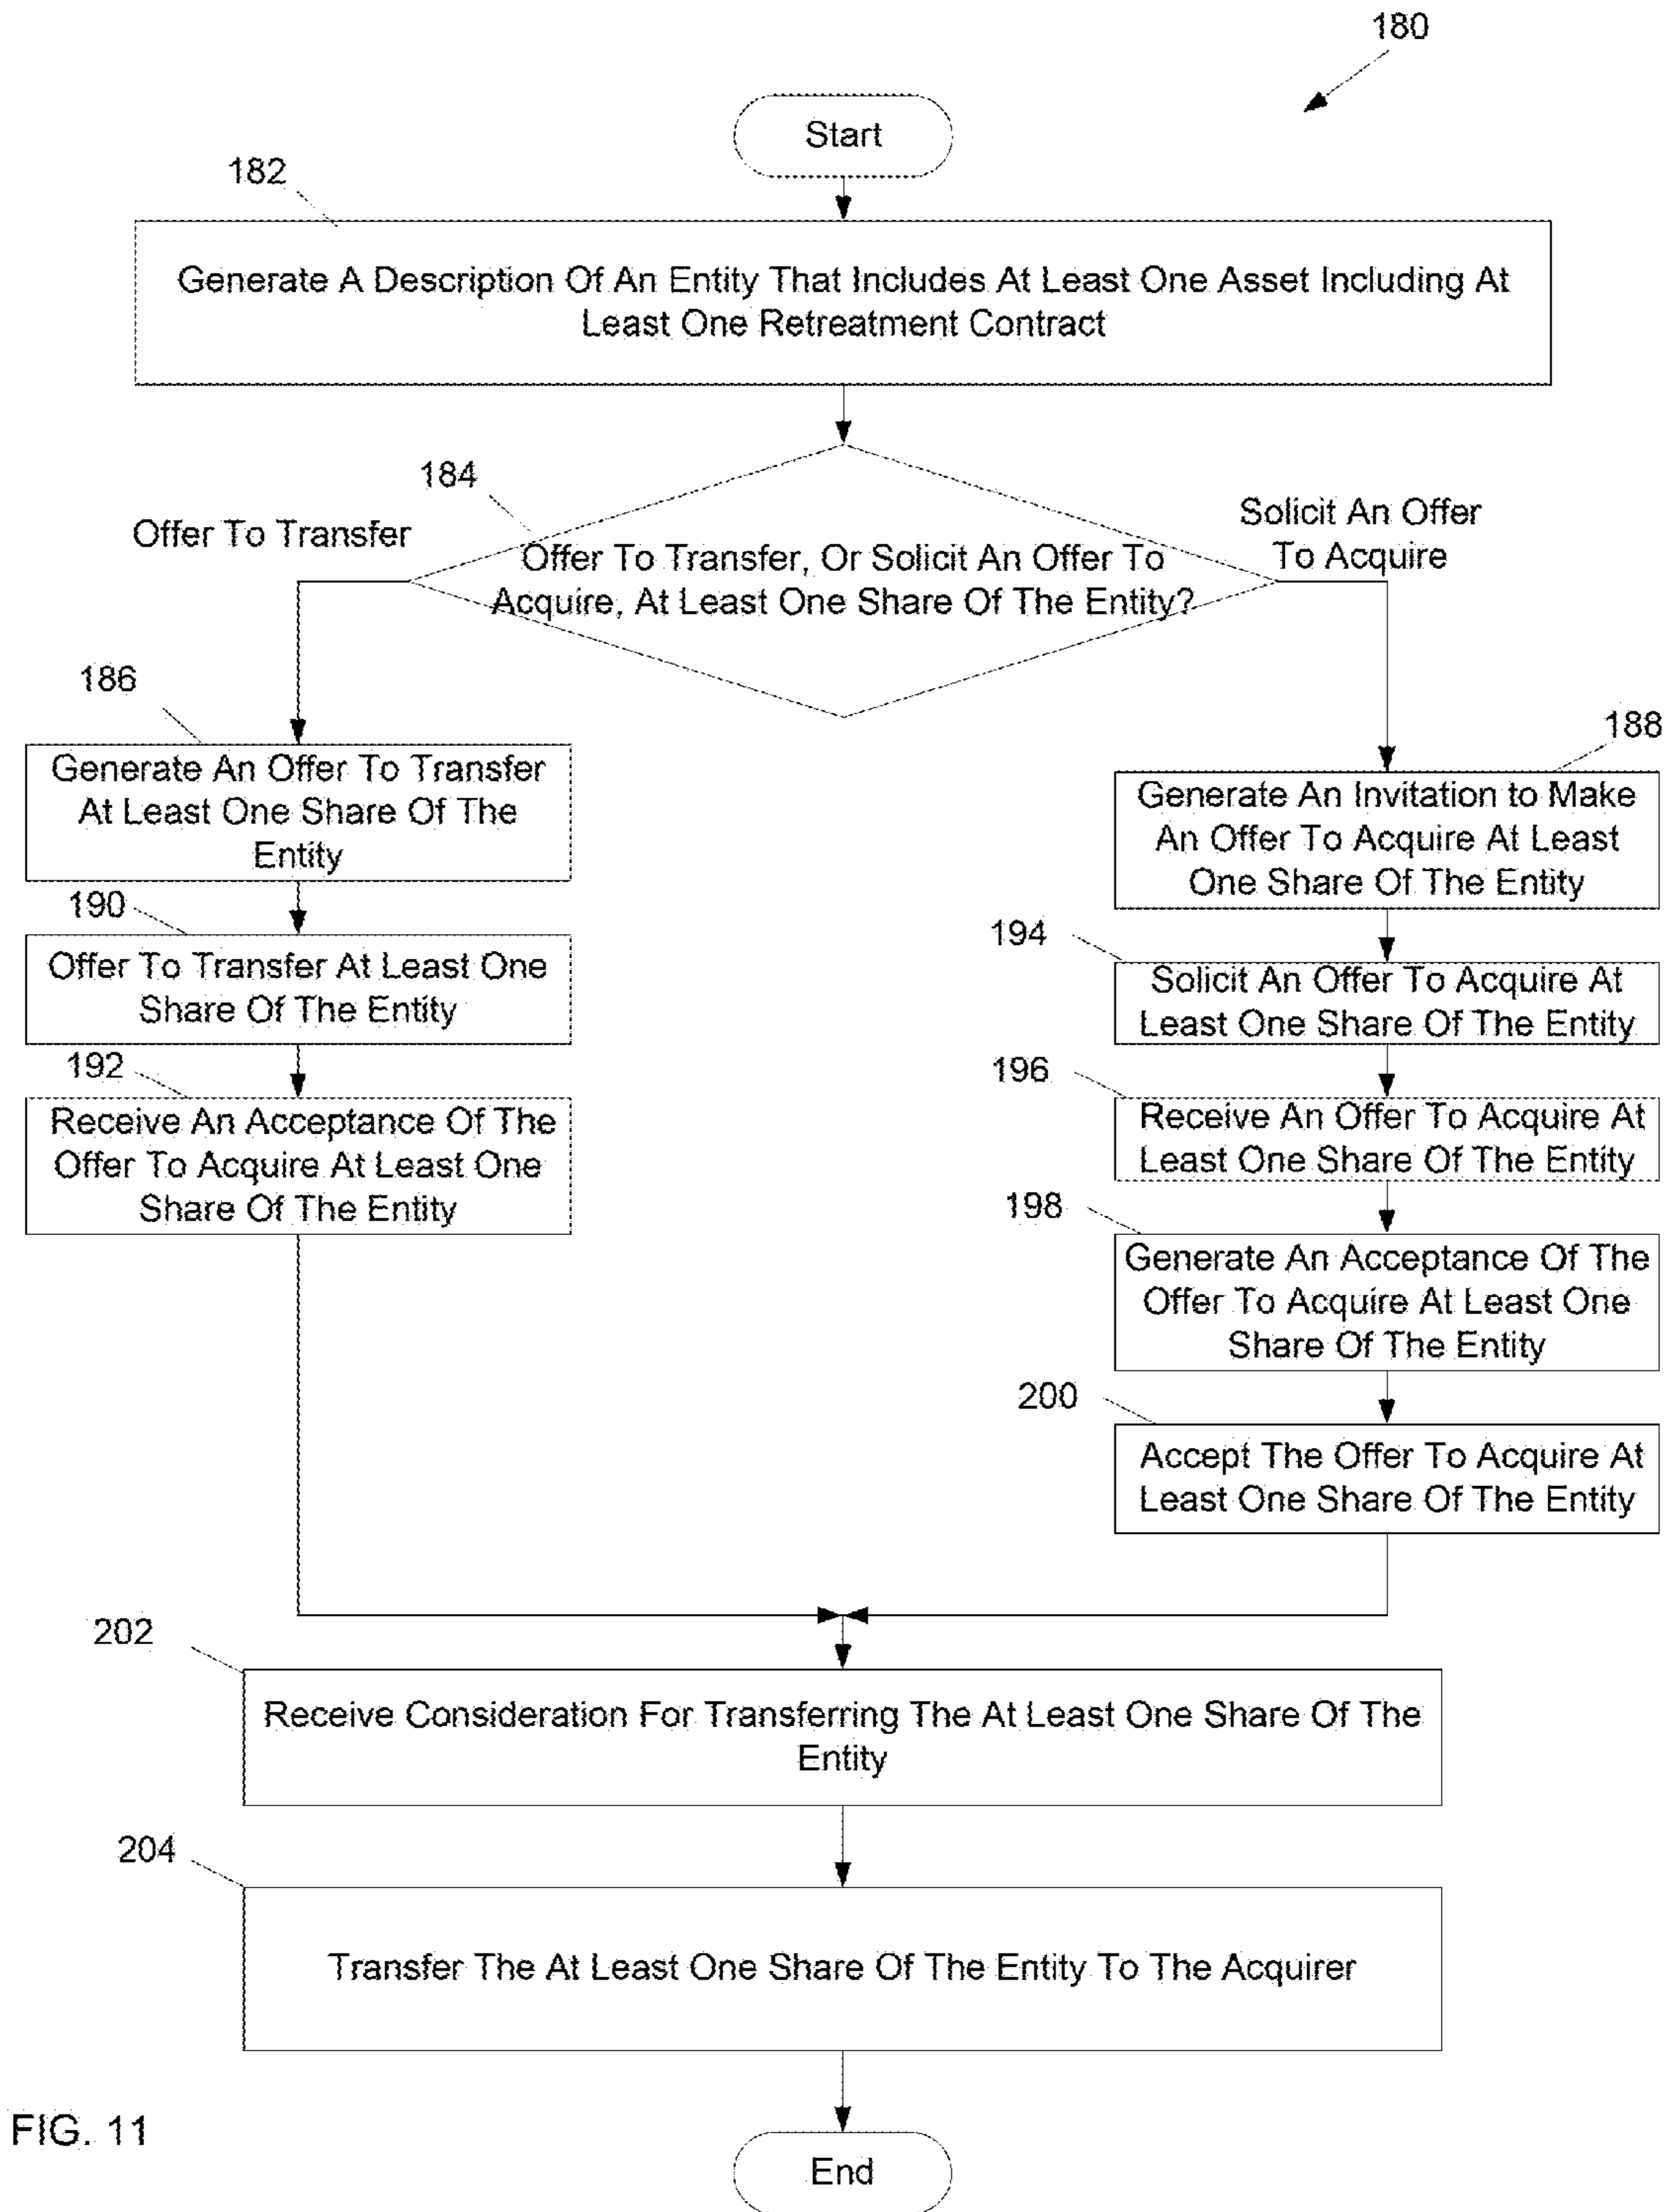 180
Start
182
Generate A Description Of An Entity That Includes At Least One Asset Including At
Least One Retreatment Contract
184
Offer To Transfer
Solicit An Offer
To Acquire
Offer To Transfer, Or Solicit An Offer To
Acquire, At Least One Share Of The Entity?
186
Generate An Offer To Transfer
At Least One Share Of The
Entity
188
Generate An Invitation to Make
An Offer To Acquire At Least
One Share Of The Entity
190
Offer To Transfer At Least One
Share Of The Entity
194
Solicit An Offer To Acquire At
Least One Share Of The Entity
192
Receive An Acceptance Of The
Offer To Acquire At Least One
Share Of The Entity
196
Receive An Offer To Acquire At
Least One Share Of The Entity
198
Generate An Acceptance Of The
Offer To Acquire At Least One
Share Of The Entity
200
Accept The Offer To Acquire At
Least One Share Of The Entity
202
Receive Consideration For Transferring The At Least One Share Of The
Entity
204
Transfer The At Least One Share Of The Entity To The Acquirer
FIG. 11
End